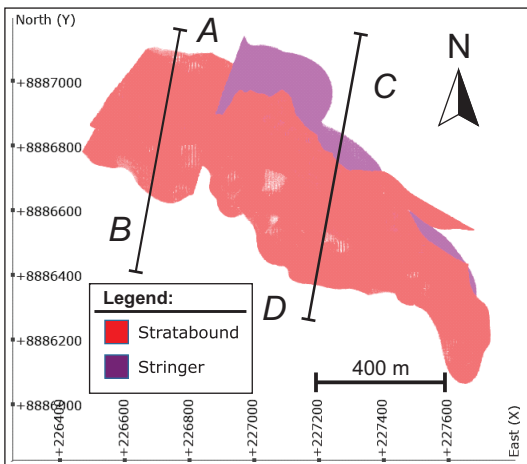 North (Y)
A
N
+8887000
C
+8886800
+8886600
B
+8886400
D
Legend:
Stratabound
Stringer
+8886200
400 m
+8886000
+226400
+226600
+226800
+227000
+227200
+227400
+227600
East (X)